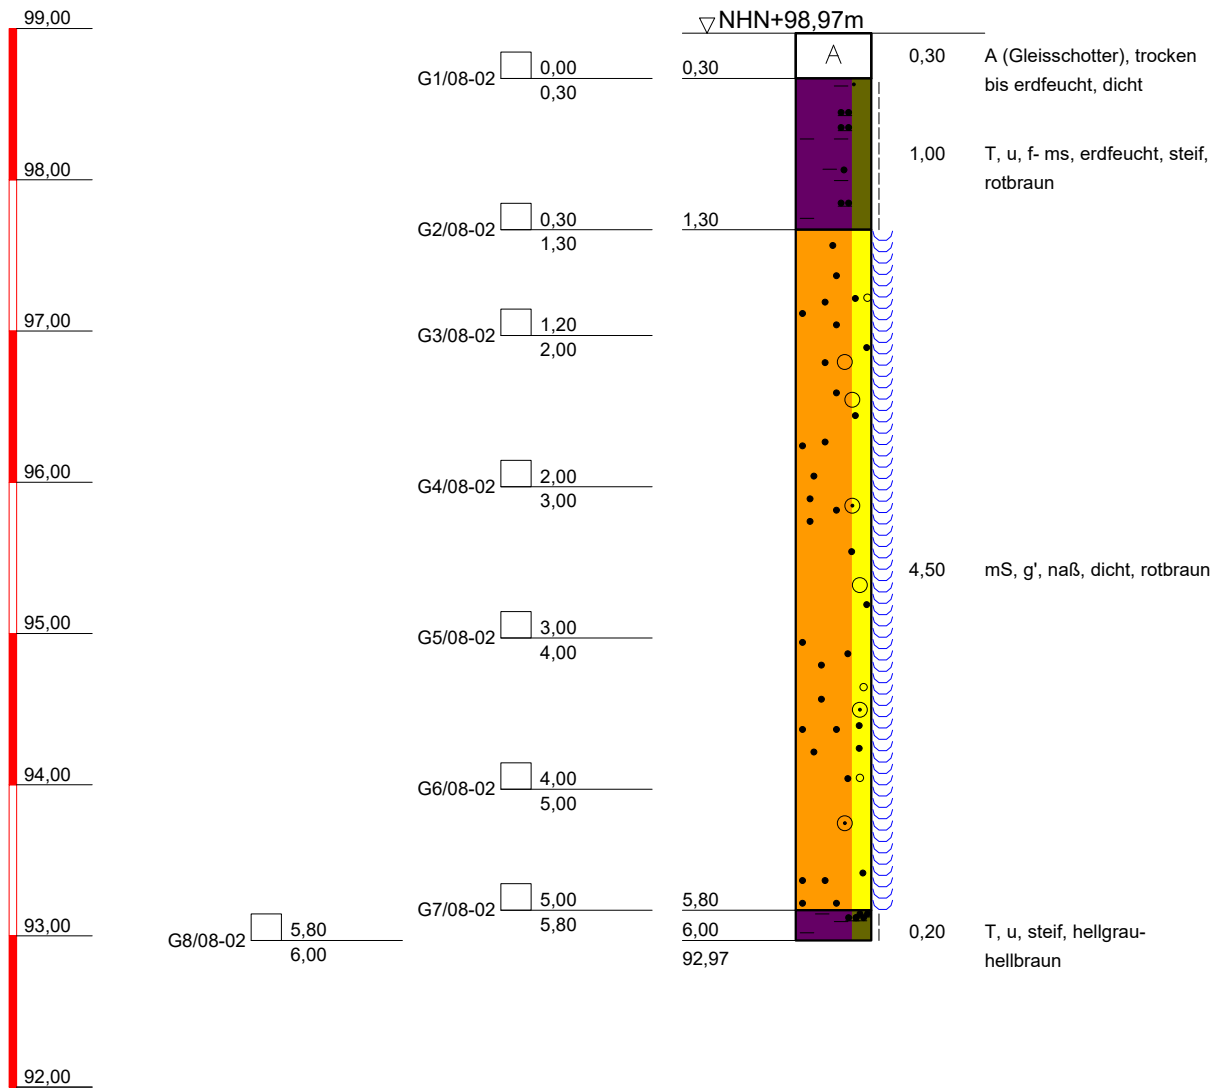 99,00
NHN+98,97m
A
0,30
A (Gleisschotter), trocken
bis erdfeucht, dicht
G1/08-02
0,00
0,30
0,30
1,00
T, u, f- ms, erdfeucht, steif,
rotbraun
98,00
G2/08-02
0,30
1,30
1,30
97,00
G3/08-02
1,20
2,00
96,00
G4/08-02
2,00
3,00
4,50
mS, g', naß, dicht, rotbraun
95,00
G5/08-02
3,00
4,00
94,00
G6/08-02
4,00
5,00
G7/08-02
5,00
5,80
5,80
93,00
G8/08-02
5,80
6,00
6,00
92,97
0,20
T, u, steif, hellgrau-
hellbraun
92,00